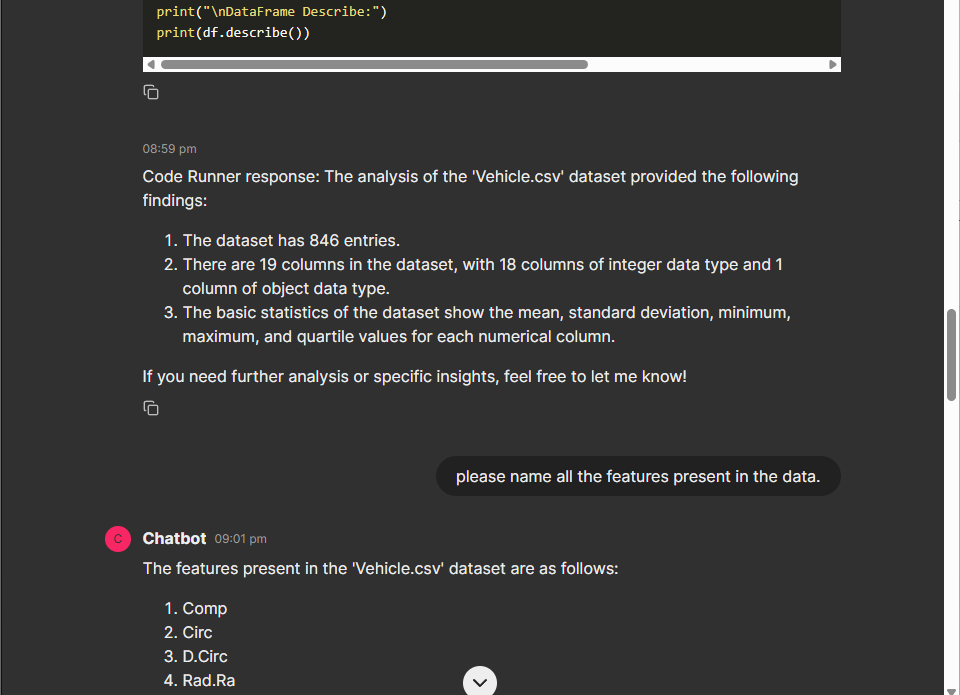 print("\nDataFrame Describe:")
print(df.describe())
08:59 pm
Code Runner response: The analysis of the 'Vehicle.csv' dataset provided the following
findings:
1. The dataset has 846 entries.
2. There are 19 columns in the dataset, with 18 columns of integer data type and 1
column of object data type.
3. The basic statistics of the dataset show the mean, standard deviation, minimum,
maximum, and quartile values for each numerical column.
If you need further analysis or specific insights, feel free to let me know!
please name all the features present in the data.
C Chatbot 09:01 pm
The features present in the 'Vehicle.csv' dataset are as follows:
1. Comp
2. Circ
3. D.Circ
4. Rad.Ra